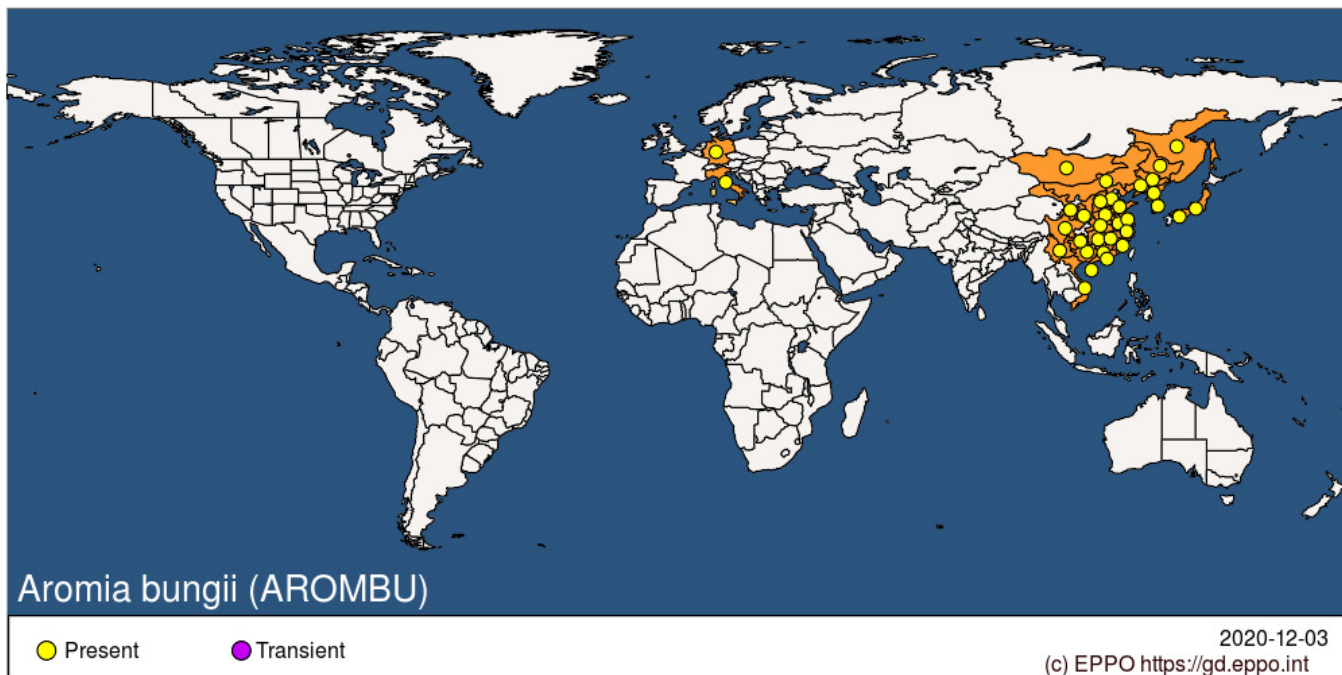 Aromia bungii (AROMBU)
Present
Transient
2020-12-03
(c) EPPO https://gd.eppo.int